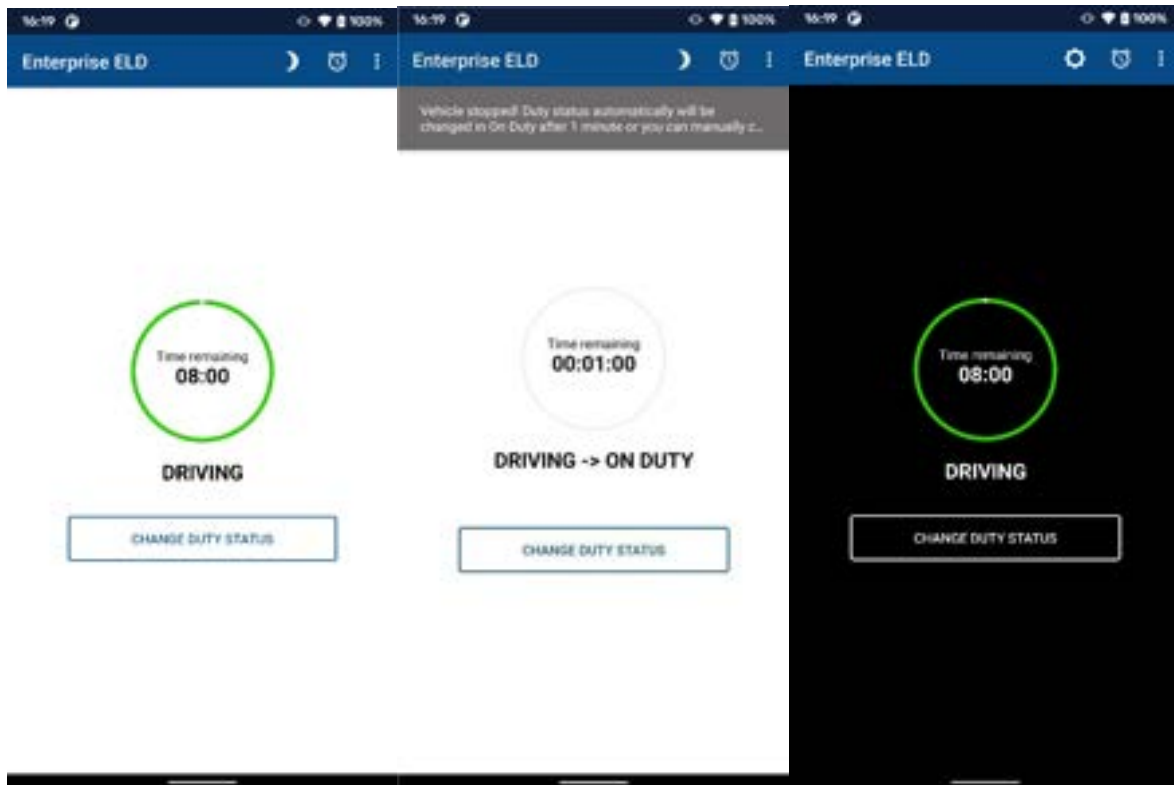 16:19 100%
Enterprise ELD
Time remaining
08:00
DRIVING
CHANGE DUTY STATUS
16:19 100%
Enterprise ELD
Vehicle stopped! Duty status automatically will be
changed in On Duty after 1 minute or you can manually c...
Time remaining
00:01:00
DRIVING -> ON DUTY
CHANGE DUTY STATUS
16:19 100%
Enterprise ELD
Time remaining
08:00
DRIVING
CHANGE DUTY STATUS